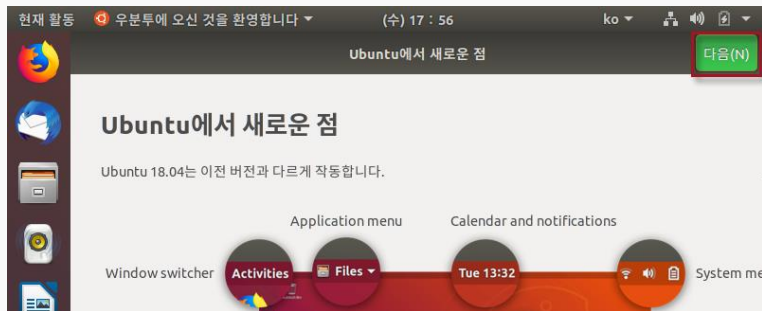 현재 활동 우분투에 오신 것을 환영합니다 (수) 17 : 56 ko
Ubuntu에서 새로운 점 다음(N)
Ubuntu에서 새로운 점
Ubuntu 18.04는 이전 버전과 다르게 작동합니다.
Application menu Calendar and notifications
Window switcher Activities Files Tue 13:32 System me